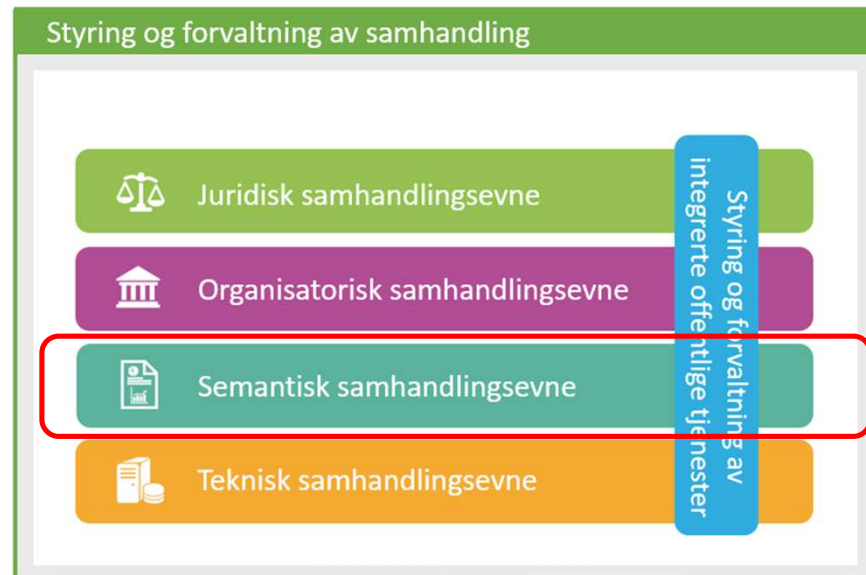 Styring og forvaltning av samhandling
Juridisk samhandlingsevne
Organisatorisk samhandlingsevne
Semantisk samhandlingsevne
Teknisk samhandlingsevne
Styring og forvaltning av
integrerte offentlige tjenester